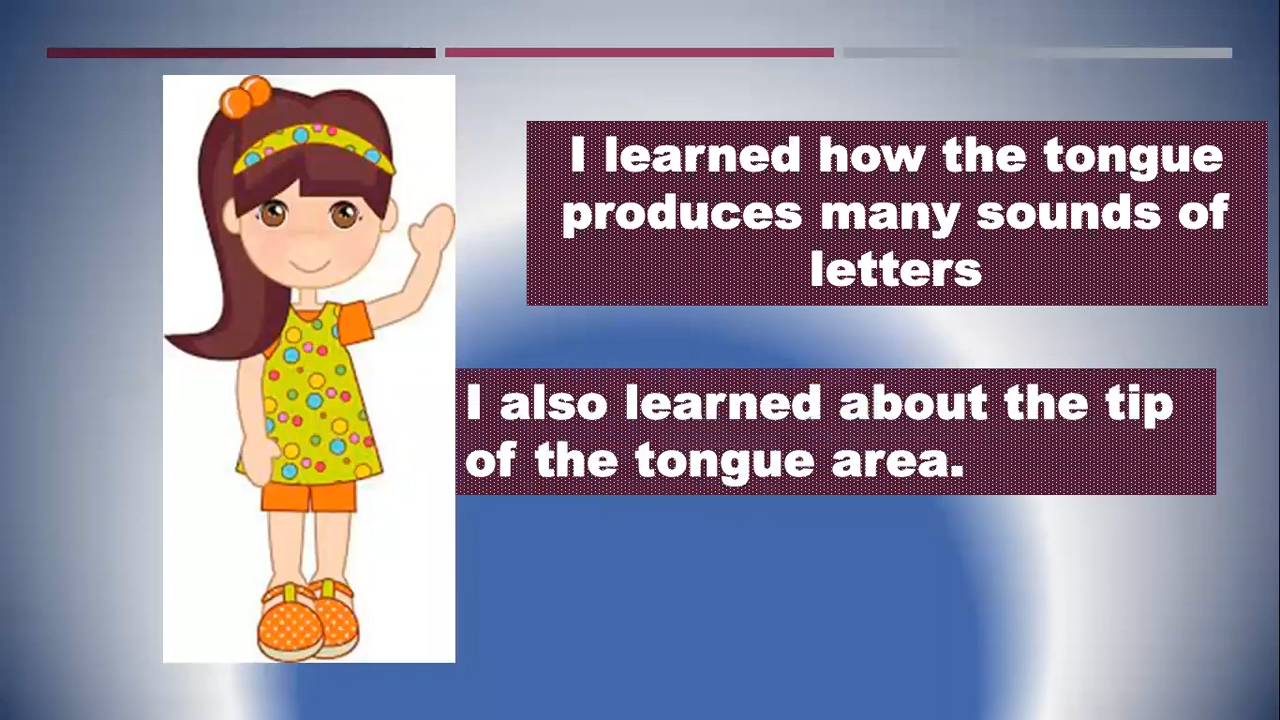 I learned how the tongue
produces many sounds of
letters
I also learned about the tip
of the tongue area.